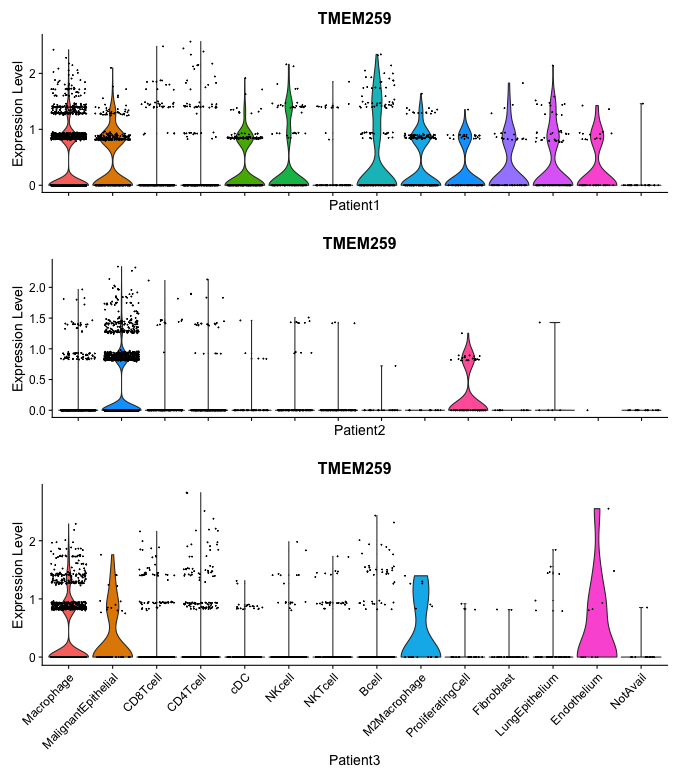 TMEM259
Expression Level
2
1
0
Patient1
TMEM259
Expression Level
2.0
1.5
1.0
0.5
0.0
Patient2
TMEM259
Expression Level
2
1
0
Macrophage
MalignantEpithelial
CD8Tcell
CD4Tcell
cDC
NKcell
NKTcell
Bcell
M2Macrophage
ProliferatingCell
Fibroblast
LungEpithelium
Endothelium
NotAvail
Patient3